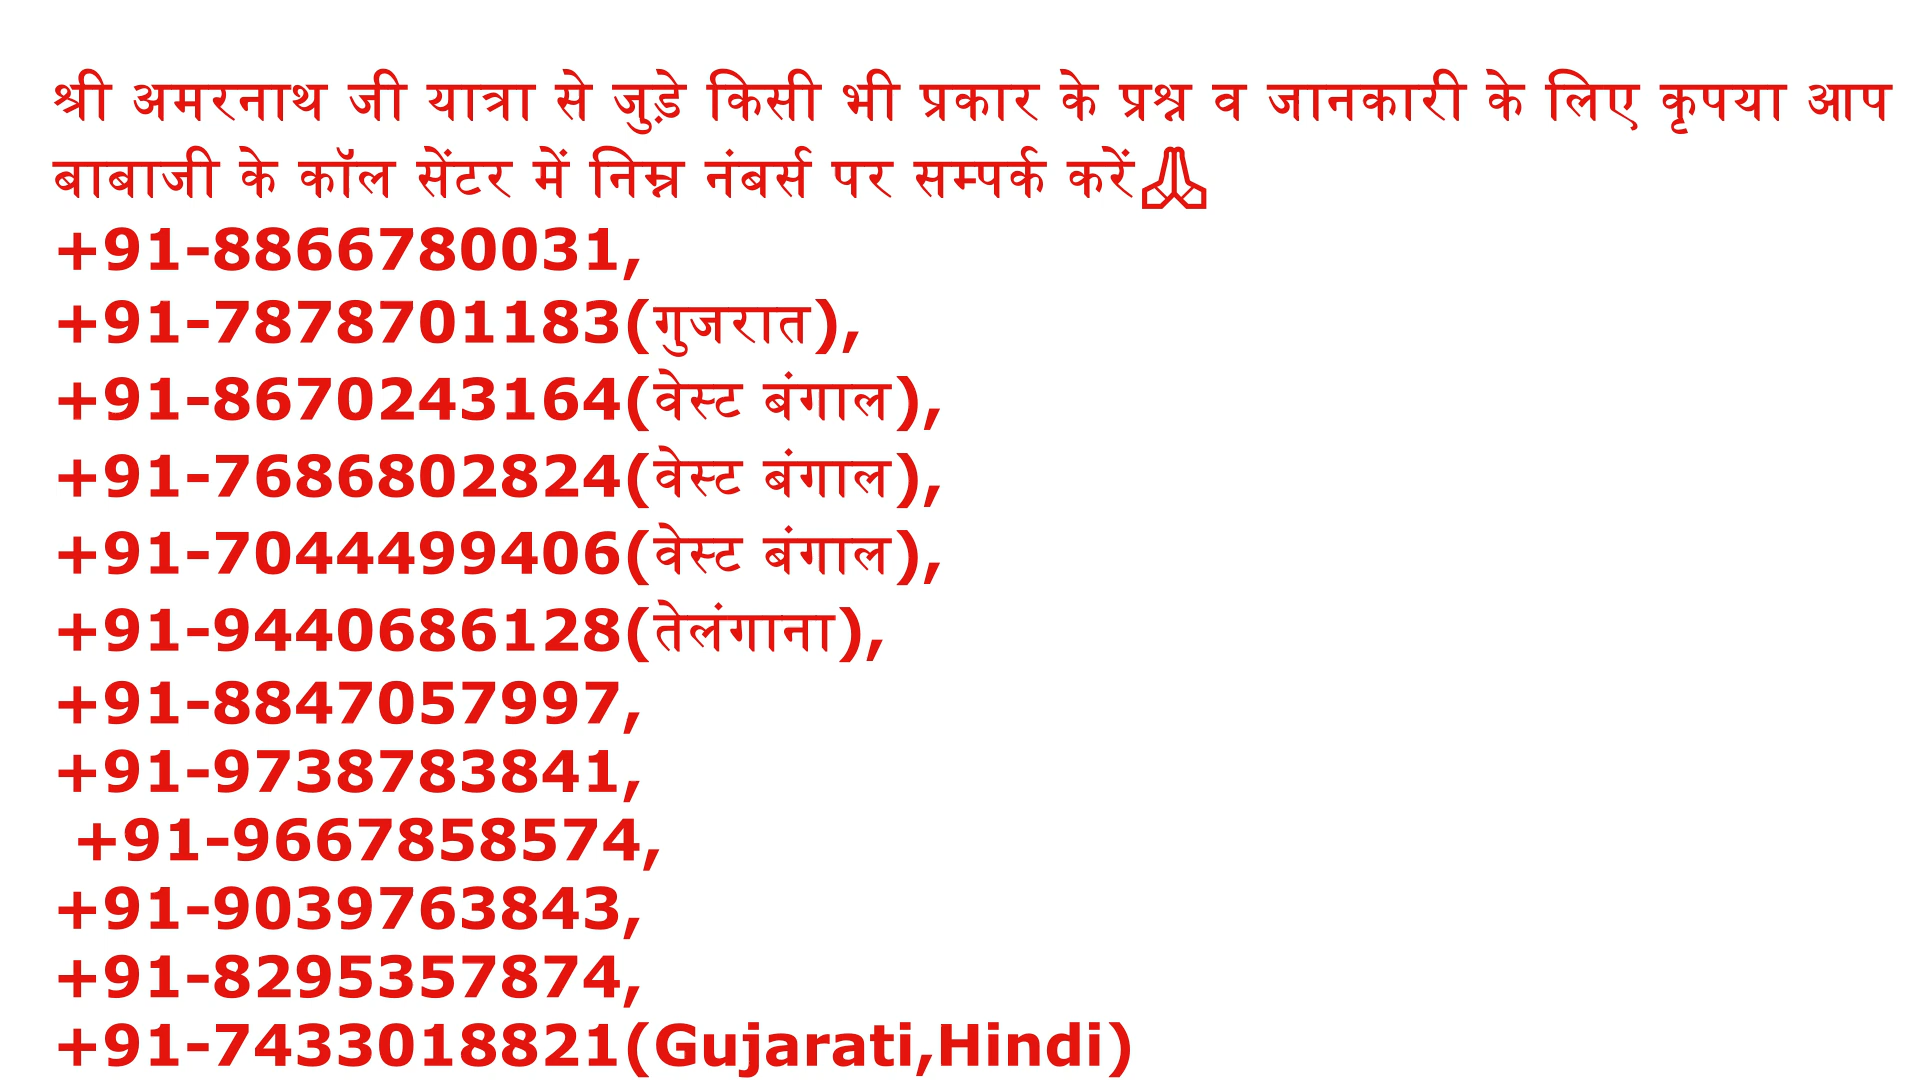 श्री अमरनाथ जी यात्रा से जुड़े किसी भी प्रकार के प्रश्न व जानकारी के लिए कृपया आप
बाबाजी के कॉल सेंटर में निम्न नंबर्स पर सम्पर्क करें🙏
+91-8866780031,
+91-7878701183(गुजरात),
+91-8670243164(वेस्ट बंगाल),
+91-7686802824(वेस्ट बंगाल),
+91-7044499406(वेस्ट बंगाल),
+91-9440686128(तेलंगाना),
+91-8847057997,
+91-9738783841,
+91-9667858574,
+91-9039763843,
+91-8295357874,
+91-7433018821(Gujarati,Hindi)